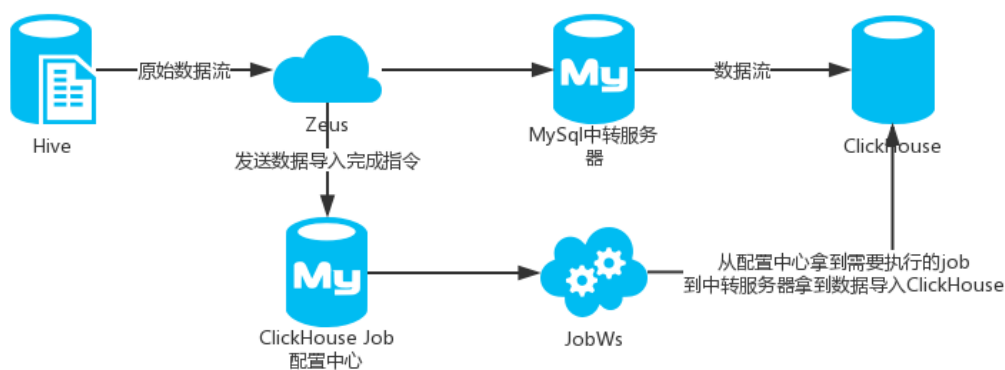 原始数据流
My
数据流
Hive
Zeus
MySql中转服务
器
ClickHouse
发送数据导入完成指令
My
从配置中心拿到需要执行的job
到中转服务器拿到数据导入ClickHouse
ClickHouse Job
配置中心
JobWs